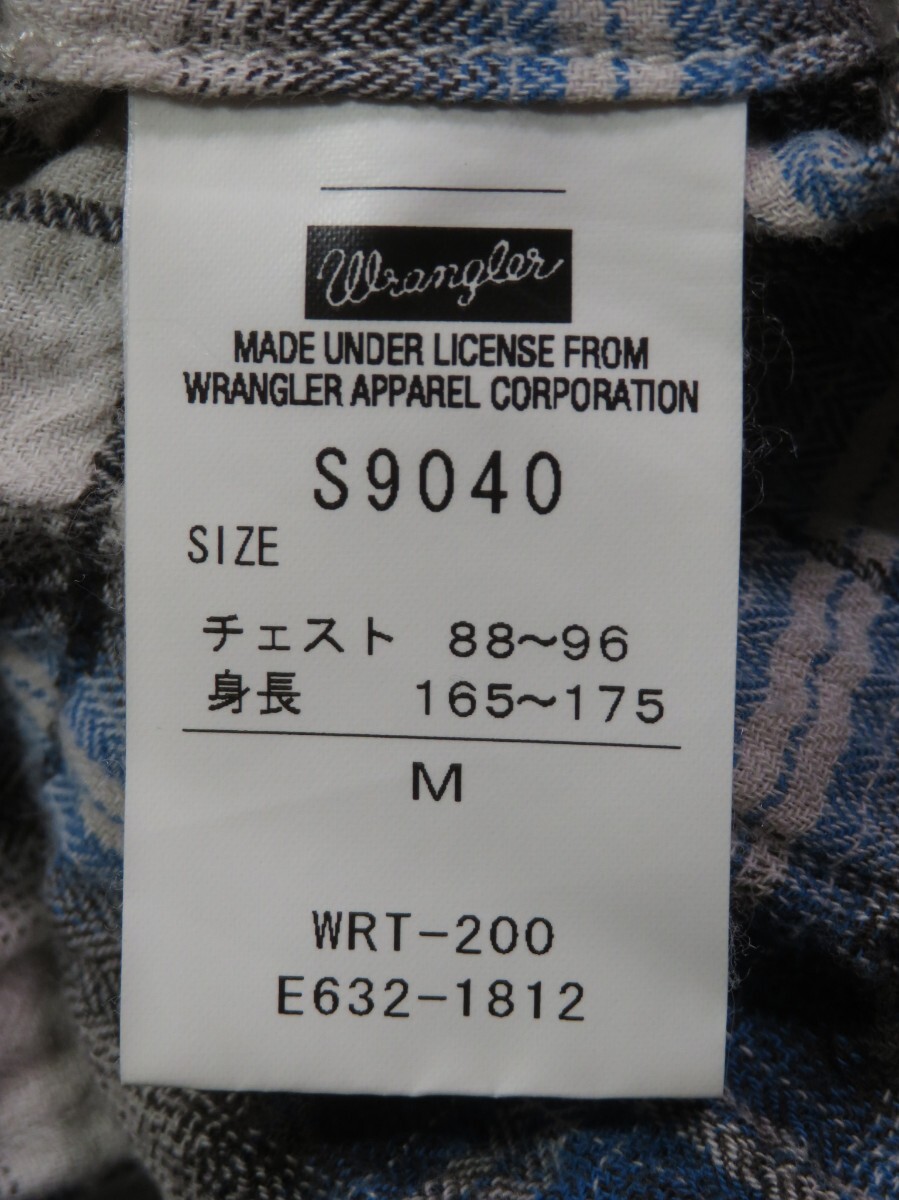 Wrangler
MADE UNDER LICENSE FROM
WRANGLER APPAREL CORPORATION
S9040
SIZE
チェスト 88～96
身長 165～175
M
WRT-200
E632-1812